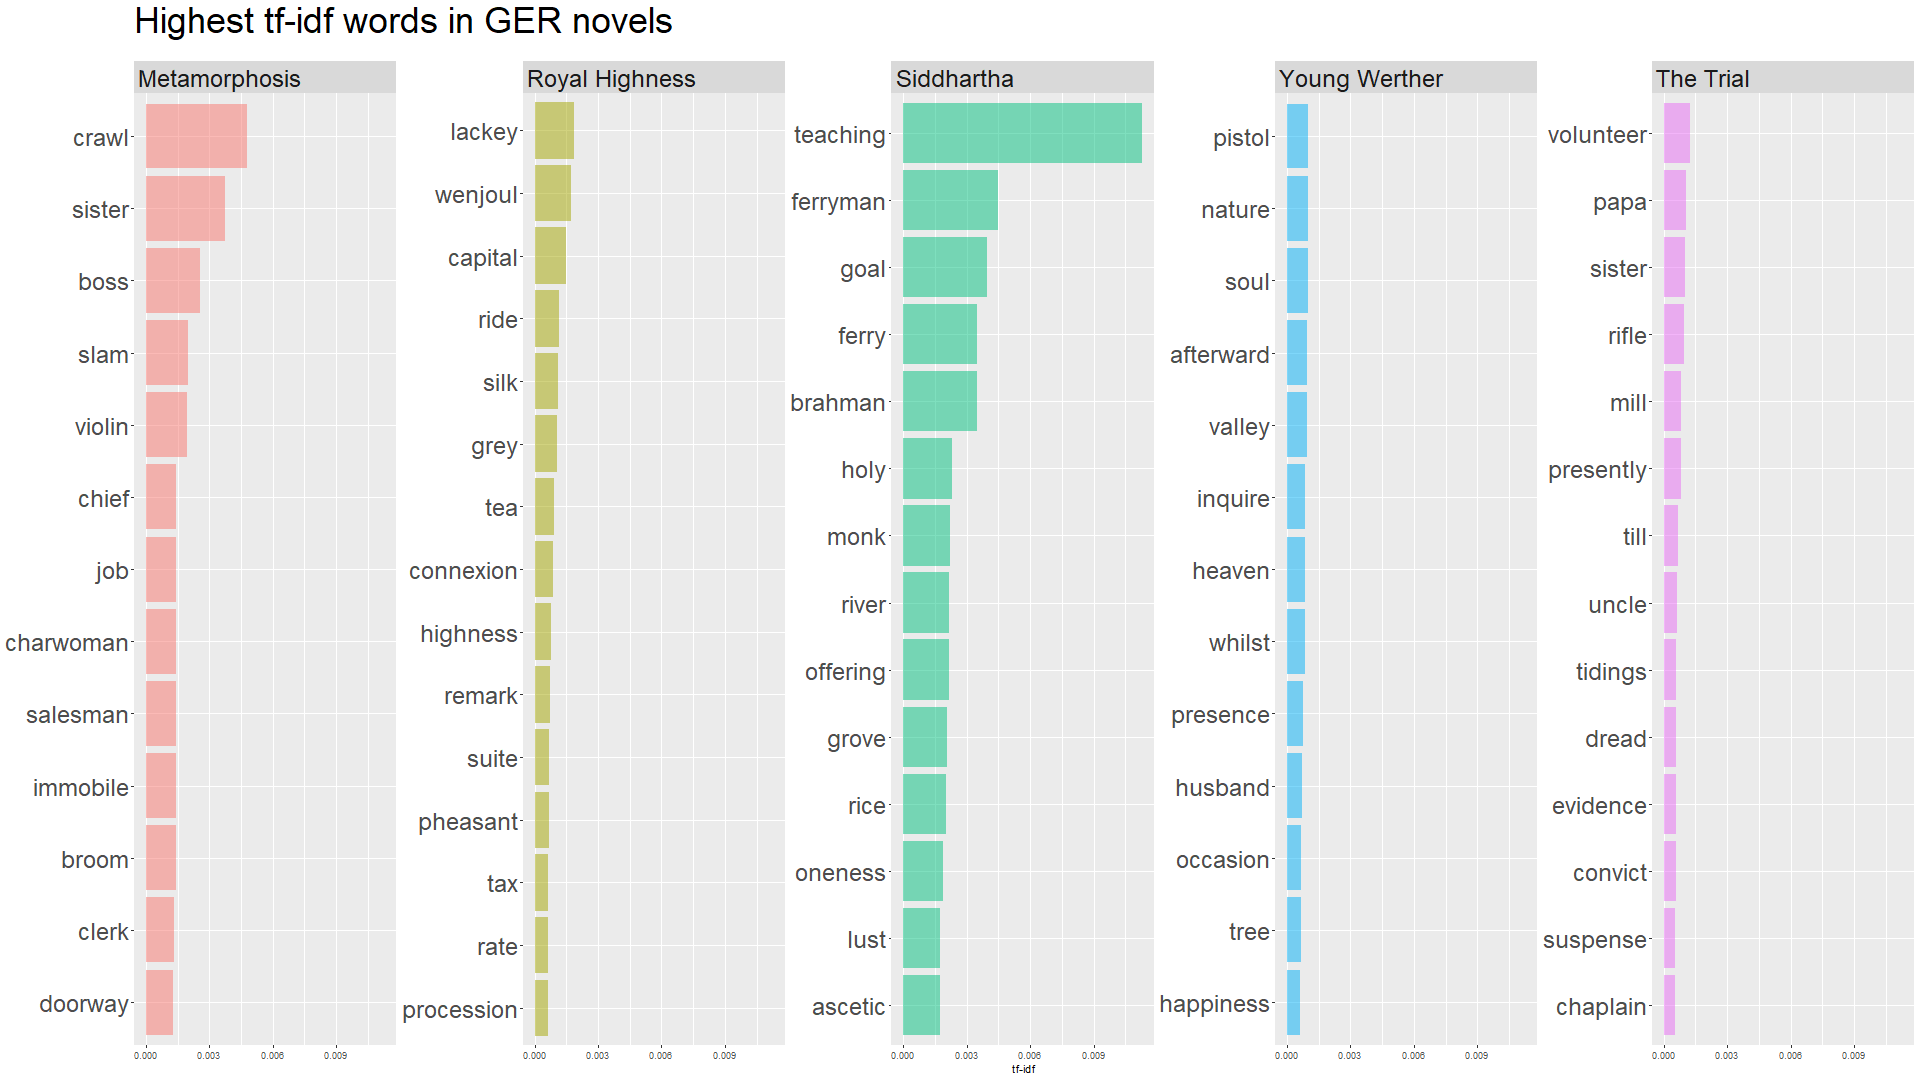 Highest tf-idf words in GER novels
Metamorphosis
crawl
sister
boss
slam
violin
chief
job
charwoman
salesman
immobile
broom
clerk
doorway
0.000 0.003 0.006 0.009
Royal Highness
lackey
wenjoul
capital
ride
silk
grey
tea
connexion
highness
remark
suite
pheasant
tax
rate
procession
0.000 0.003 0.006 0.009
Siddhartha
teaching
ferryman
goal
ferry
brahman
holy
monk
river
offering
grove
rice
oneness
lust
ascetic
0.000 0.003 0.006 0.009
Young Werther
pistol
nature
soul
afterward
valley
inquire
heaven
whilst
presence
husband
occasion
tree
happiness
0.000 0.003 0.006 0.009
The Trial
volunteer
papa
sister
rifle
mill
presently
till
uncle
tidings
dread
evidence
convict
suspense
chaplain
0.000 0.003 0.006 0.009
tf-idf